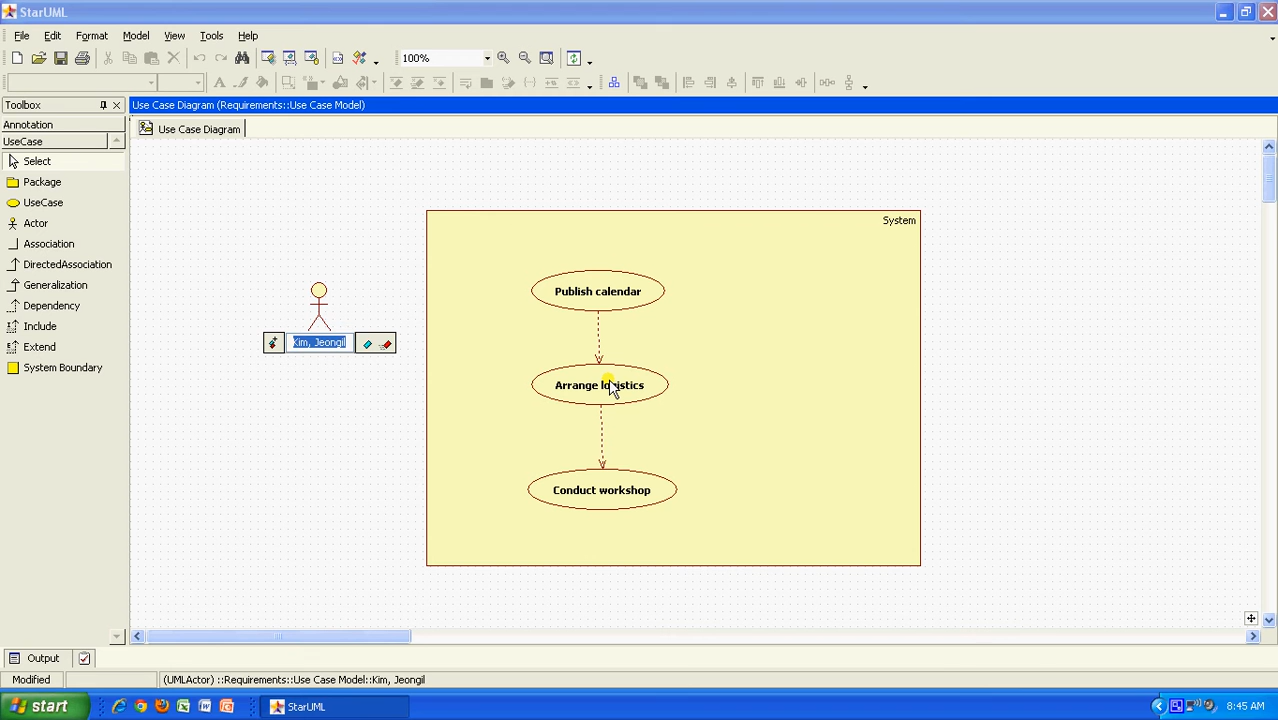 StarUML
File Edit Format Model View Tools Help
100%
Toolbox
Use Case Diagram (Requirements::Use Case Model)
Annotation
Use Case Diagram
UseCase
Select
Package
UseCase
Actor
Association
DirectedAssociation
Generalization
Dependency
Include
Extend
System Boundary
System
Publish calendar
Kim, Jeongil
Arrange logistics
Conduct workshop
Output
Modified
(UMLActor) ::Requirements::Use Case Model::Kim, Jeongil
start
StarUML
8:45 AM